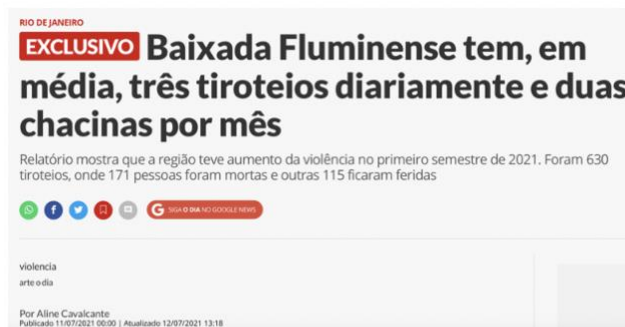 RIO DE JANEIRO
EXCLUSIVO Baixada Fluminense tem, em
média, três tiroteios diariamente e duas
chacinas por mês
Relatório mostra que a região teve aumento da violência no primeiro semestre de 2021. Foram 630
tiroteios, onde 171 pessoas foram mortas e outras 115 ficaram feridas
f G SIGA O DIA NO GOOGLE NEWS
violencia
arte o dia
Por Aline Cavalcante
Publicado 11/07/2021 00:00 | Atualizado 12/07/2021 13:18